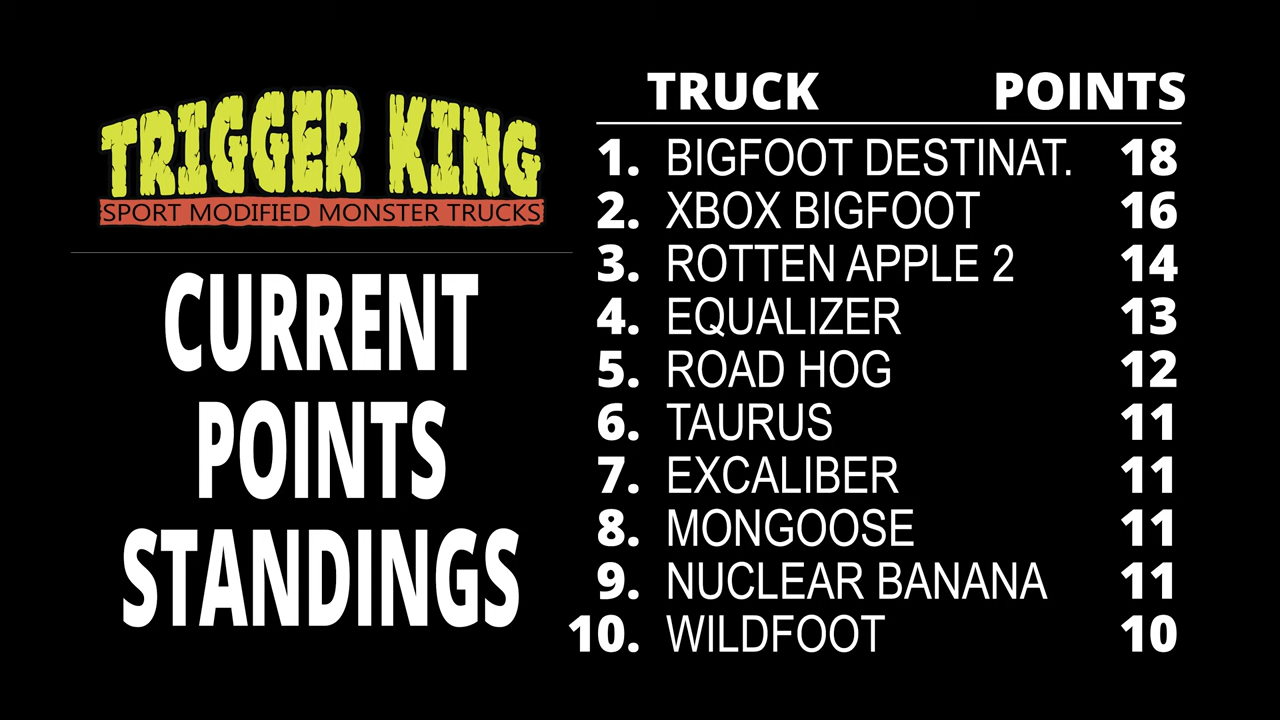 TRIGGER KING
SPORT MODIFIED MONSTER TRUCKS
CURRENT
POINTS
STANDINGS
TRUCK POINTS
1. BIGFOOT DESTINAT. 18
2. XBOX BIGFOOT 16
3. ROTTEN APPLE 2 14
4. EQUALIZER 13
5. ROAD HOG 12
6. TAURUS 11
7. EXCALIBER 11
8. MONGOOSE 11
9. NUCLEAR BANANA 11
10. WILDFOOT 10